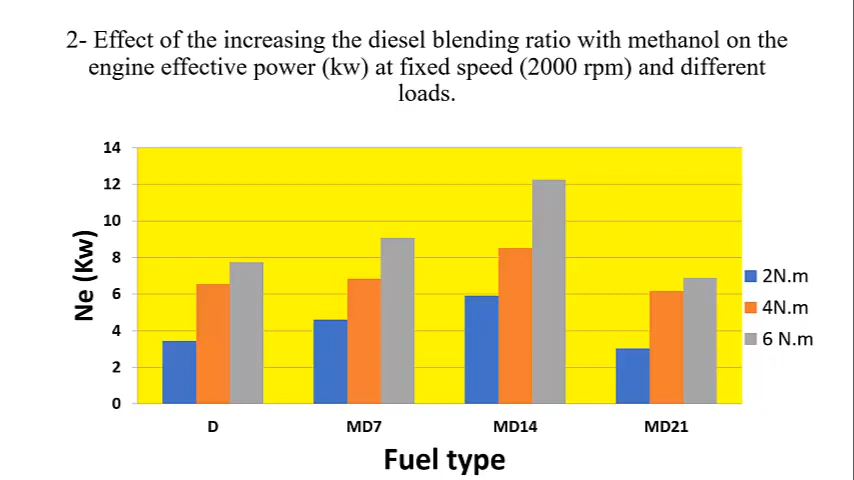 2- Effect of the increasing the diesel blending ratio with methanol on the
engine effective power (kw) at fixed speed (2000 rpm) and different
loads.
14
12
10
8
6
4
2
0
Ne (Kw)
D MD7 MD14 MD21
Fuel type
2N.m
4N.m
6 N.m